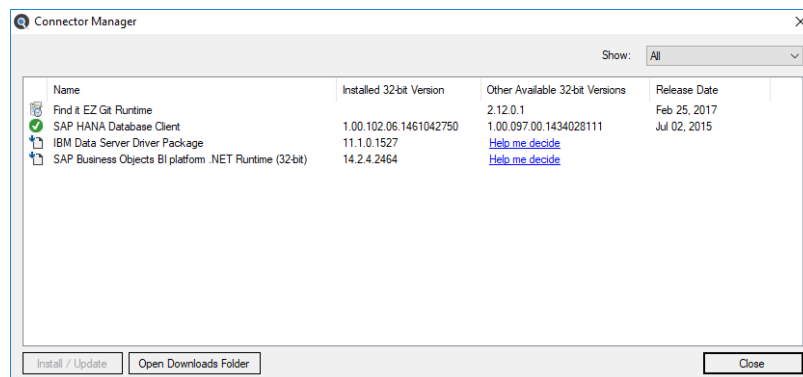 Connector Manager
Show: All
Name Installed 32-bit Version Other Available 32-bit Versions Release Date
Find it EZ Git Runtime 2.12.0.1 Feb 25, 2017
SAP HANA Database Client 1.00.102.06.1461042750 1.00.097.00.1434028111 Jul 02, 2015
IBM Data Server Driver Package 11.1.0.1527 Help me decide
SAP Business Objects BI platform .NET Runtime (32-bit) 14.2.4.2464 Help me decide
Install / Update Open Downloads Folder Close